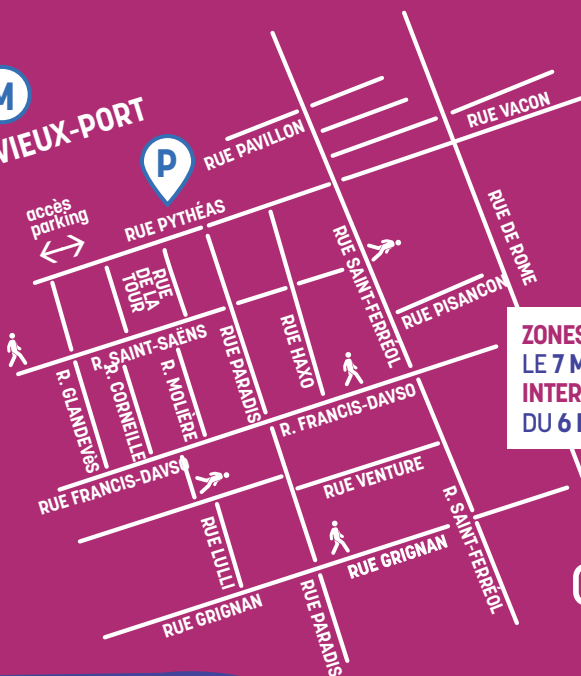 M
VIEUX-PORT
P
RUE PAVILLON
RUE VACON
accès
parking
RUE PYTHÉAS
RUE
DE LA
TOUR
RUE SAINT-FERRÉOL
RUE DE ROME
RUE PISANCON
R. SAINT-SAËNS
RUE PARADIS
RUE HAXO
R. GLANDEVèS
R. CORNEILLE
R. MOLIÈRE
ZONES
LE 7 M
INTER
DU 6
R. FRANCIS-DAVSO
RUE FRANCIS-DAVSO
RUE VENTURE
RUE LULLI
R. SAINT-FERRÉOL
RUE GRIGNAN
RUE GRIGNAN
RUE PARADIS